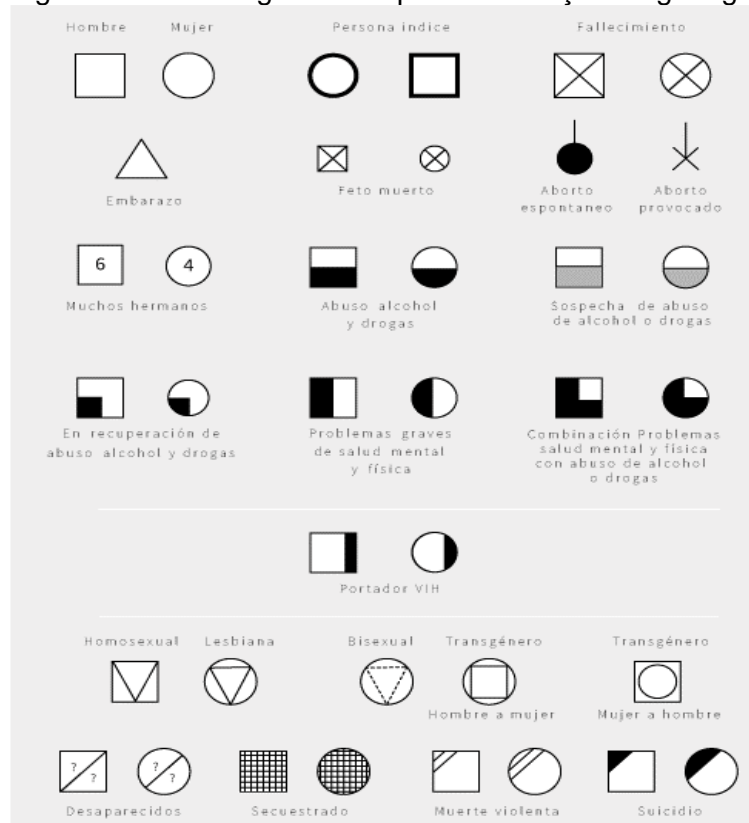 Hombre Mujer Persona indice Fallecimiento
Embarazo
Feto muerto
Aborto espontaneo
Aborto provocado
6 4
Muchos hermanos
Abuso alcohol
y drogas
Sospecha de abuso
de alcohol o drogas
En recuperación de
abuso alcohol y drogas
Problemas graves
de salud mental
y física
Combinación Problemas
salud mental y física
con abuso de alcohol
o drogas
Portador VIH
Homosexual Lesbiana Bisexual Transgénero Transgénero
Hombre a mujer Mujer a hombre
? ? ? ?
Desaparecidos Secuestrado Muerte violenta Suicidio